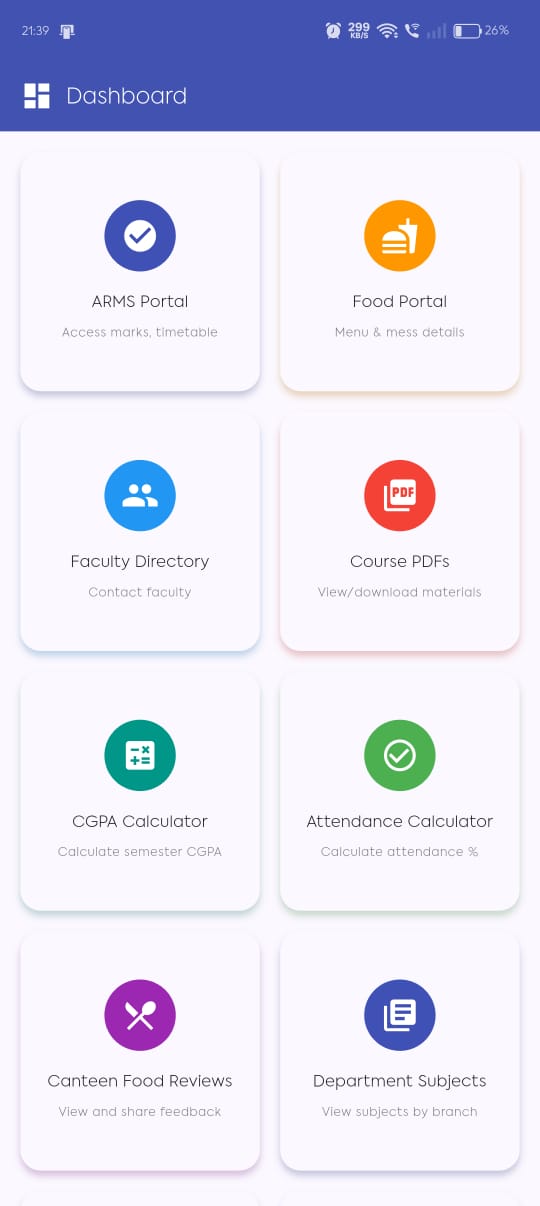 21:39
299
KB/S
26%
Dashboard
ARMS Portal
Access marks, timetable
Food Portal
Menu & mess details
Faculty Directory
Contact faculty
PDF
Course PDFs
View/download materials
CGPA Calculator
Calculate semester CGPA
Attendance Calculator
Calculate attendance %
Canteen Food Reviews
View and share feedback
Department Subjects
View subjects by branch